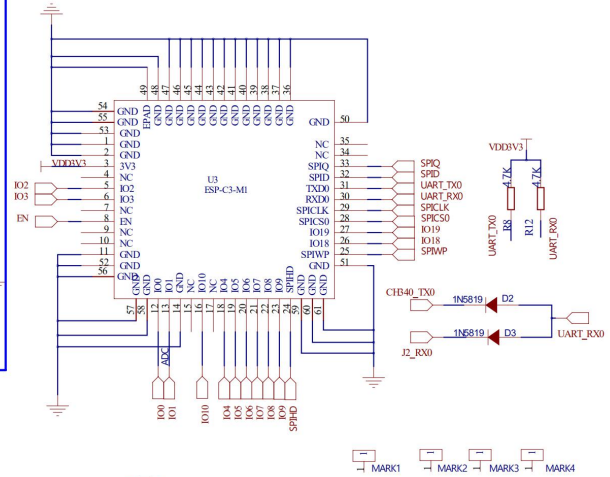 49 48 47 46 45 44 43 42 41 40 39 38 37 36
EPAD GND GND GND GND GND GND GND GND GND GND GND GND GND
54 GND
55 GND
53 GND
1 GND
2 GND
VDD3V3 3 3V3
4 NC
IO2 5 IO2
IO3 6 IO3
7 NC
EN 8 EN
9 NC
10 NC
11 GND
52 GND
56 GND
U3
ESP-C3-M1
GND 50
NC 35
NC 34
SPIQ 33 SPIQ
SPID 32 SPID
TXD0 31 UART_TX0
RXD0 30 UART_RX0
SPICLK 29 SPICLK
SPICS0 28 SPICS0
IO19 27 IO19
IO18 26 IO18
SPIWP 25 SPIWP
GND 51
GND GND IO0 IO1 GND NC IO10 NC IO4 IO5 IO6 IO7 IO8 IO9 SPIHD GND GND GND
57 58 12 13 14 15 16 17 18 19 20 21 22 23 24 59 60 61
ADC
IO0 IO1 IO10 IO4 IO5 IO6 IO7 IO8 IO9 SPIHD
VDD3V3
4.7K 4.7K
R8 R12
UART_TX0 UART_RX0
CH340_TX0 1N5819 D2
J2_RX0 1N5819 D3
UART_RX0
1 1 1 1
MARK1 MARK2 MARK3 MARK4